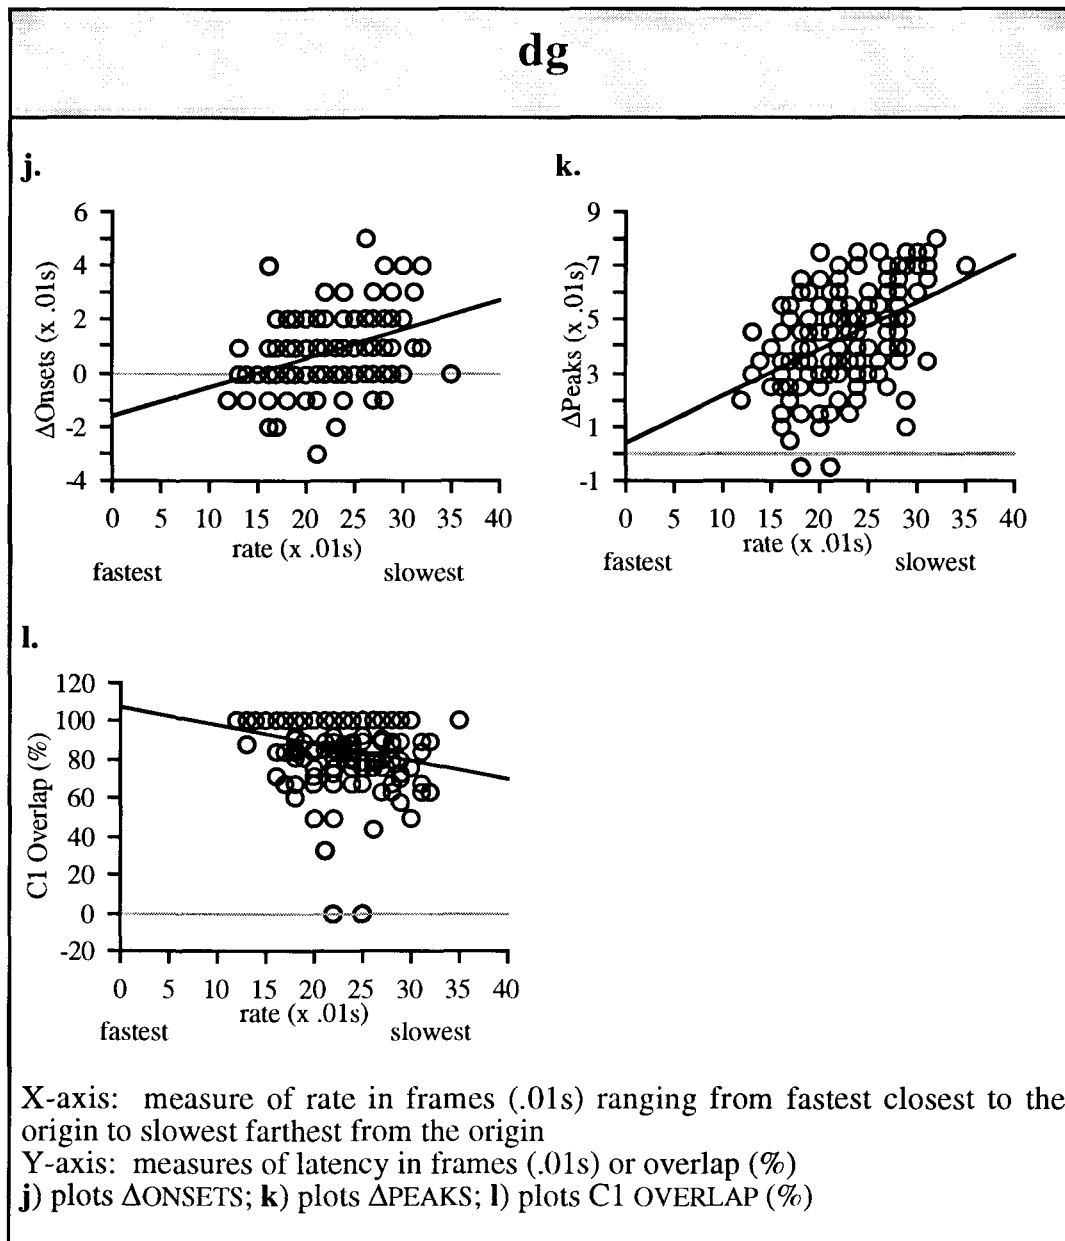 dg
j.
k.
ΔOnsets (x .01s)
6
4
2
0
-2
-4
0 5 10 15 20 25 30 35 40
rate (x .01s)
fastest slowest
ΔPeaks (x .01s)
9
7
5
3
1
-1
0 5 10 15 20 25 30 35 40
rate (x .01s)
fastest slowest
l.
C1 Overlap (%)
120
100
80
60
40
20
0
-20
0 5 10 15 20 25 30 35 40
rate (x .01s)
fastest slowest
X-axis: measure of rate in frames (.01s) ranging from fastest closest to the
origin to slowest farthest from the origin
Y-axis: measures of latency in frames (.01s) or overlap (%)
j) plots ΔONSETS; k) plots ΔPEAKS; l) plots C1 OVERLAP (%)